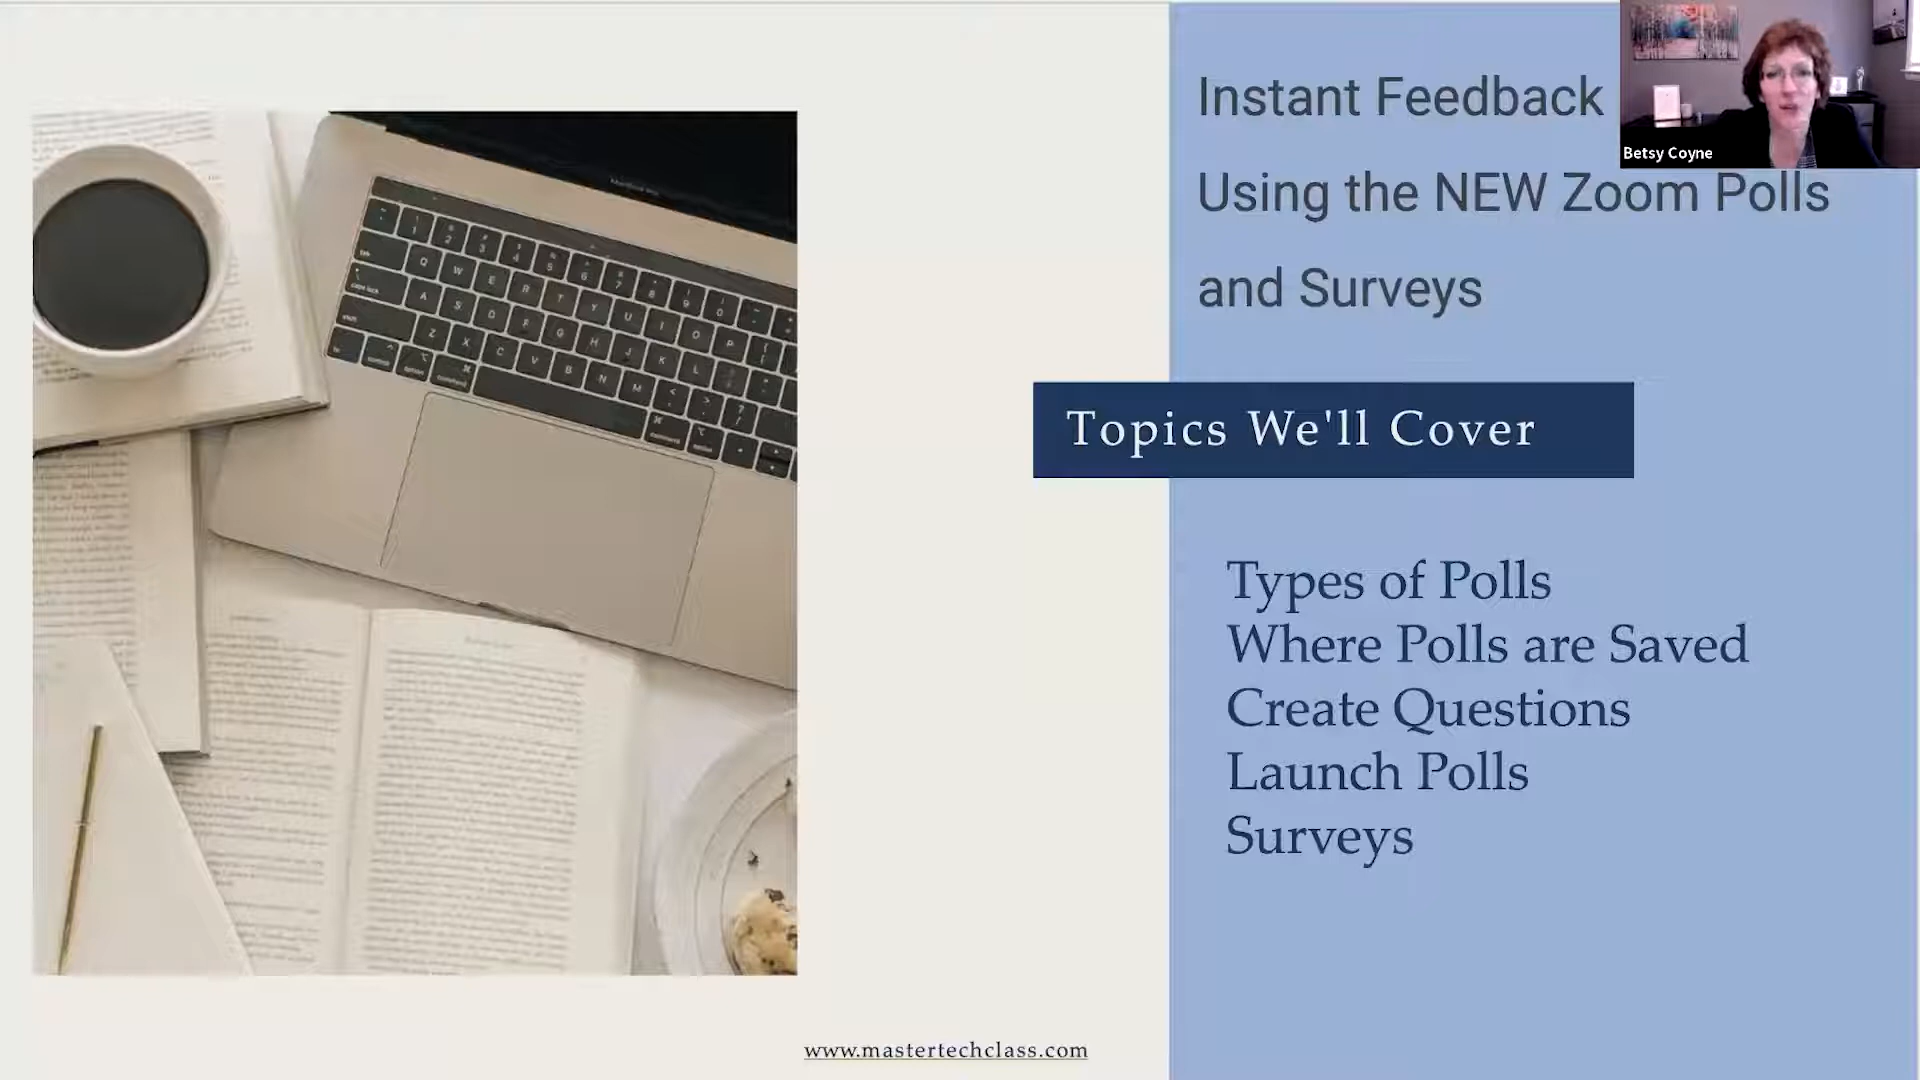 Instant Feedback
Using the NEW Zoom Polls
and Surveys
Betsy Coyne
Topics We'll Cover
Types of Polls
Where Polls are Saved
Create Questions
Launch Polls
Surveys
www.mastertechclass.com